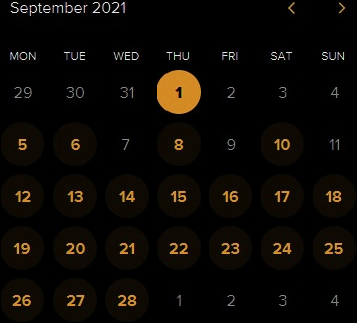 September 2021 < >
MON TUE WED THU FRI SAT SUN
29 30 31 1 2 3 4
5 6 7 8 9 10 11
12 13 14 15 16 17 18
19 20 21 22 23 24 25
26 27 28 1 2 3 4